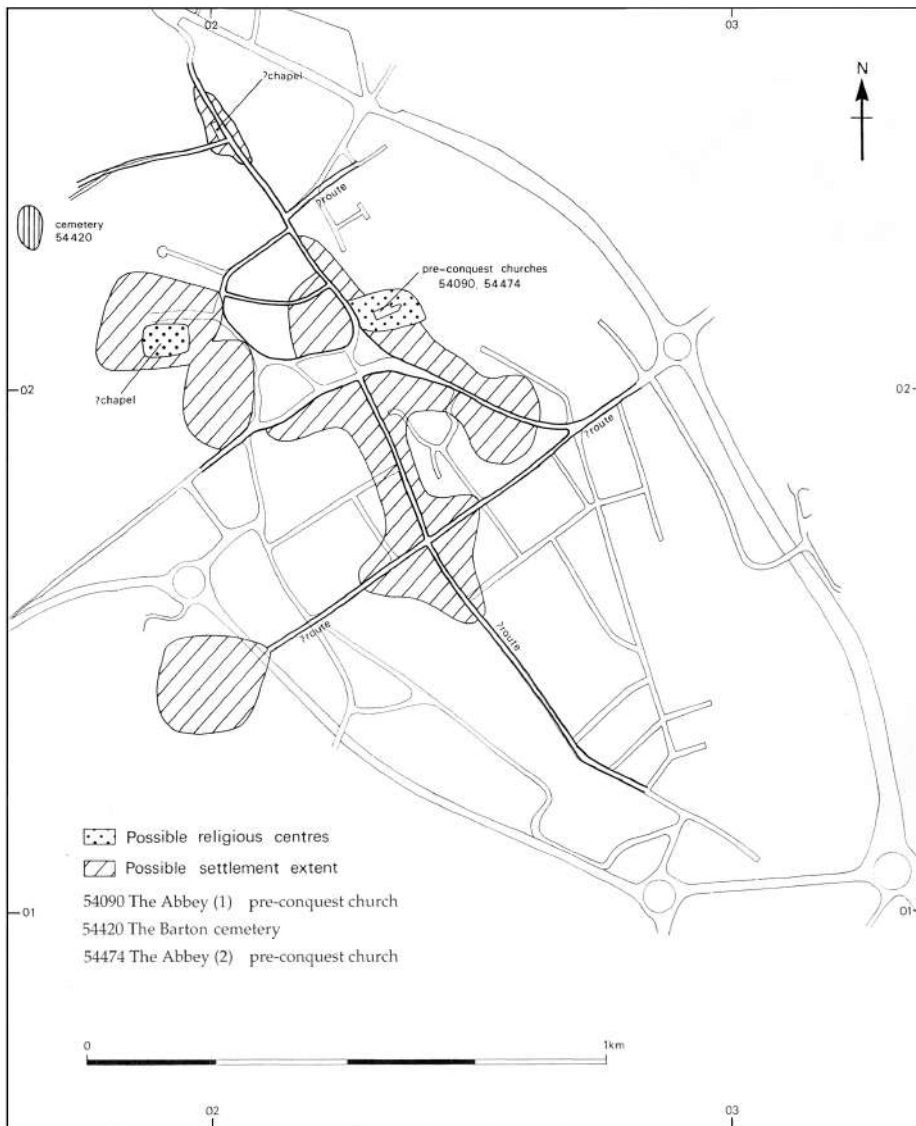 02
03
N
?chapel
?route
cemetery
54420
pre-conquest churches
54090, 54474
02
02
?chapel
?route
?route
?route
Possible religious centres
Possible settlement extent
54090 The Abbey (1) pre-conquest church
54420 The Barton cemetery
54474 The Abbey (2) pre-conquest church
01
01
0
1km
02
03